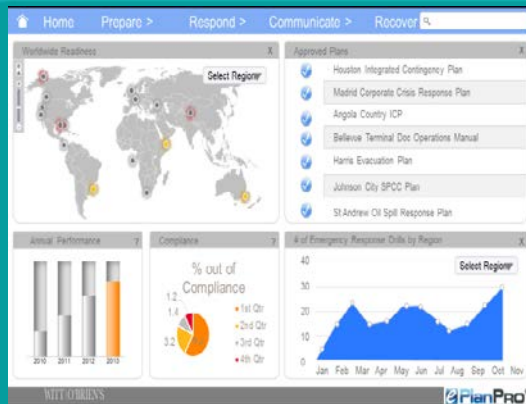 Home Prepare > Respond > Communicate > Recover
Worldwide Readiness X
Select Region
Approved Plans X
Houston Integrated Contingency Plan
Madrid Corporate Crisis Response Plan
Angola Country ICP
Bellevue Terminal Doc Operations Manual
Harris Evacuation Plan
Johnson City SPCC Plan
St Andrew Oil Spill Response Plan
Annual Performance ?
2010 2011 2012 2013
Compliance ?
% out of
Compliance
1.2
1.4
3.2
1st Qtr
2nd Qtr
3rd Qtr
4th Qtr
# of Emergency Response Drills by Region X
Select Region
40
30
20
10
0
Jan Feb Mar Apr May Jun Jul Aug Sep Oct Nov
WITT O'BRIEN'S
ePlanPro